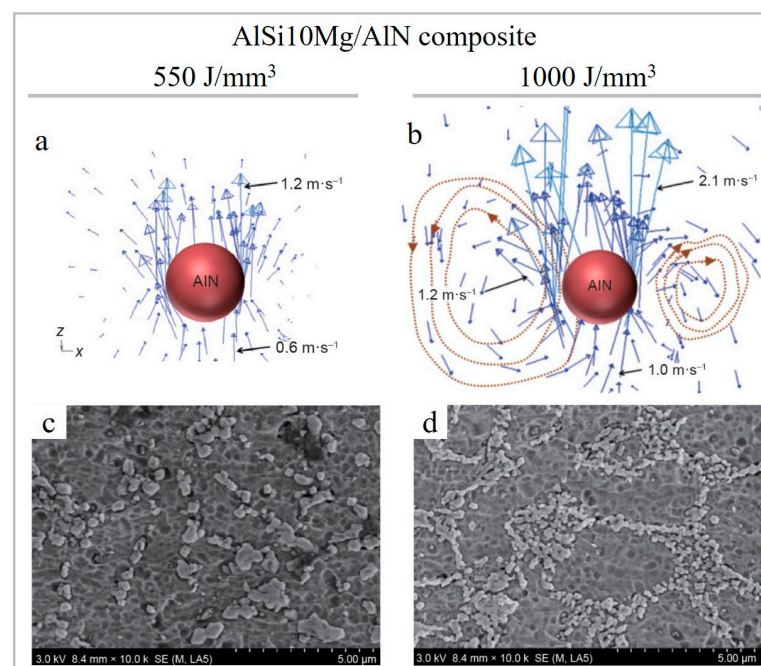 AlSi10Mg/AlN composite
550 J/mm³
1000 J/mm³
a
b
1.2 m·s⁻¹
2.1 m·s⁻¹
AlN
AlN
1.2 m·s⁻¹
z
x
0.6 m·s⁻¹
1.0 m·s⁻¹
c
d
3.0 kV 8.4 mm × 10.0 k SE (M, LA5) 5.00 µm
3.0 kV 8.4 mm × 10.0 k SE (M, LA5) 5.00 µm